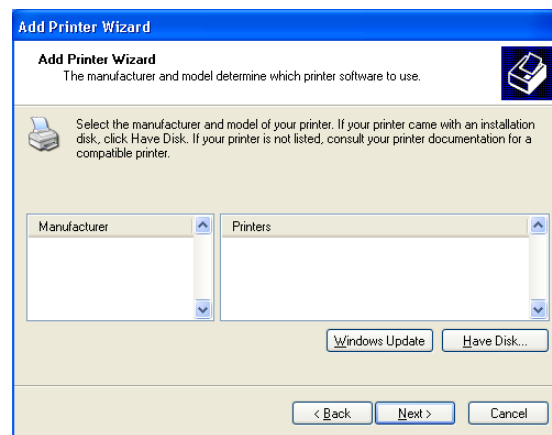 Add Printer Wizard
Add Printer Wizard
The manufacturer and model determine which printer software to use.
Select the manufacturer and model of your printer. If your printer came with an installation
disk, click Have Disk. If your printer is not listed, consult your printer documentation for a
compatible printer.
Manufacturer
Printers
Windows Update
Have Disk...
< Back
Next >
Cancel